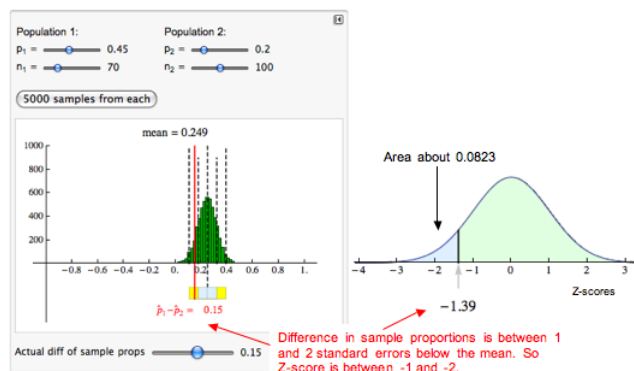 Population 1:
Population 2:
p₁ = 0.45
p₂ = 0.2
n₁ = 70
n₂ = 100
5000 samples from each
mean = 0.249
1000
800
600
400
200
-0.8 -0.6 -0.4 -0.2 0.0 0.2 0.4 0.6 0.8 1.
p̂₁-p̂₂ = 0.15
Actual diff of sample props 0.15
Area about 0.0823
-4 -3 -2 -1 0 1 2 3
Z-scores
-1.39
Difference in sample proportions is between 1
and 2 standard errors below the mean. So
Z-score is between -1 and -2.